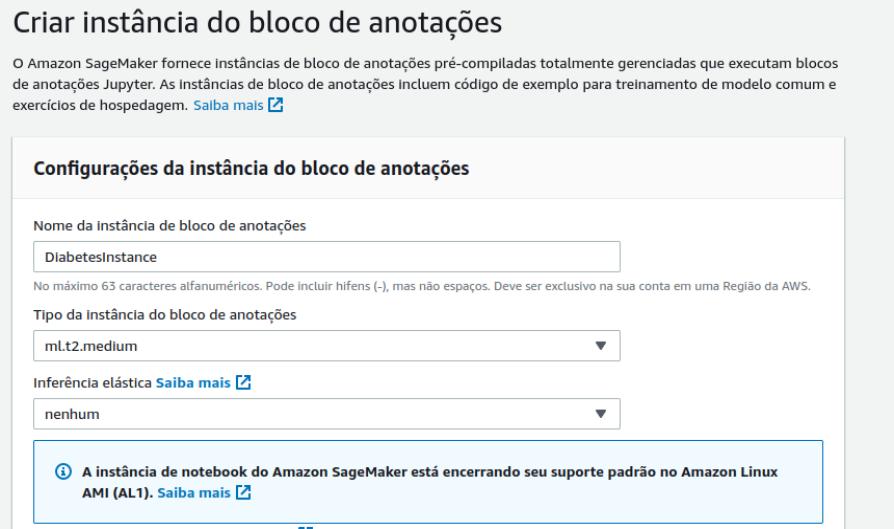 Criar instância do bloco de anotações
O Amazon SageMaker fornece instâncias de bloco de anotações pré-compiladas totalmente gerenciadas que executam blocos
de anotações Jupyter. As instâncias de bloco de anotações incluem código de exemplo para treinamento de modelo comum e
exercícios de hospedagem. Saiba mais
Configurações da instância do bloco de anotações
Nome da instância de bloco de anotações
DiabetesInstance
No máximo 63 caracteres alfanuméricos. Pode incluir hifens (-), mas não espaços. Deve ser exclusivo na sua conta em uma Região da AWS.
Tipo da instância do bloco de anotações
ml.t2.medium
Inferência elástica Saiba mais
nenhum
A instância de notebook do Amazon SageMaker está encerrando seu suporte padrão no Amazon Linux
AMI (AL1). Saiba mais